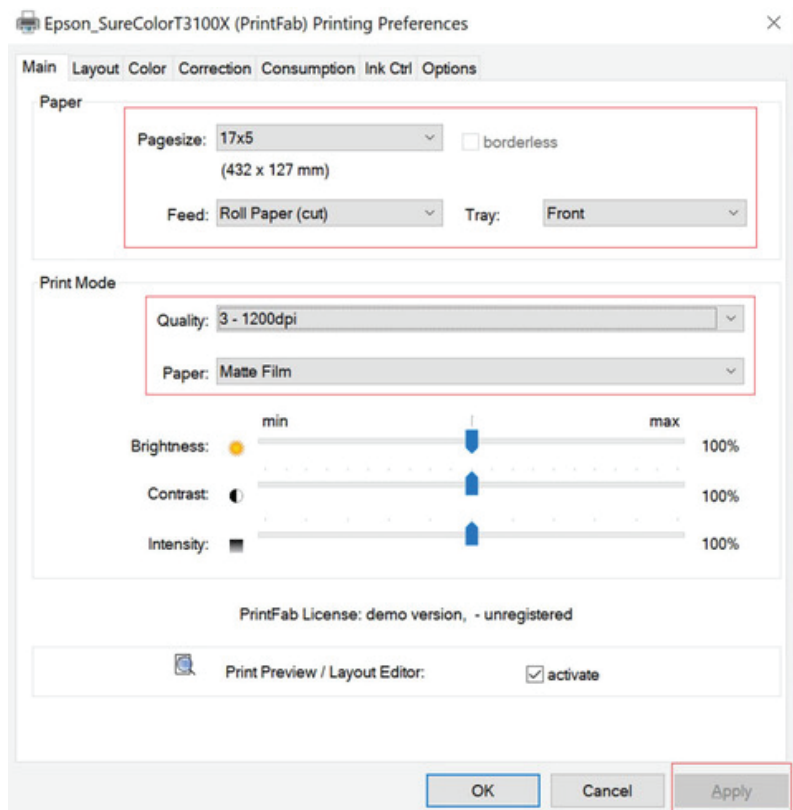 Epson_SureColorT3100X (PrintFab) Printing Preferences
Main Layout Color Correction Consumption Ink Ctrl Options
Paper
Pagesize: 17x5 borderless
(432 x 127 mm)
Feed: Roll Paper (cut) Tray: Front
Print Mode
Quality: 3 - 1200dpi
Paper: Matte Film
min max
Brightness: 100%
Contrast: 100%
Intensity: 100%
PrintFab License: demo version, - unregistered
Print Preview / Layout Editor: activate
OK Cancel Apply